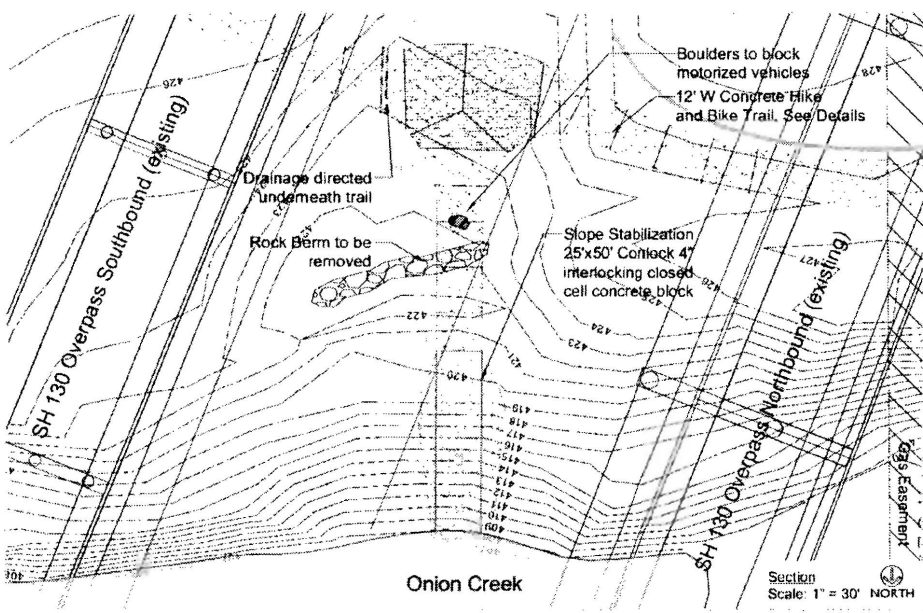 Boulders to block
motorized vehicles
12' W Concrete Hike
and Bike Trail. See Details
428
426
SH 130 Overpass Southbound (existing)
Drainage directed
underneath trail
423
Rock Berm to be
removed
Slope Stabilization
25'x50' Conlock 4"
interlocking closed
cell concrete block
427
426
425
424
423
422
421
420
419
418
417
416
415
414
413
412
411
410
409
SH 130 Overpass Northbound (existing)
Gas Easement
Onion Creek
Section
Scale: 1" = 30'
NORTH